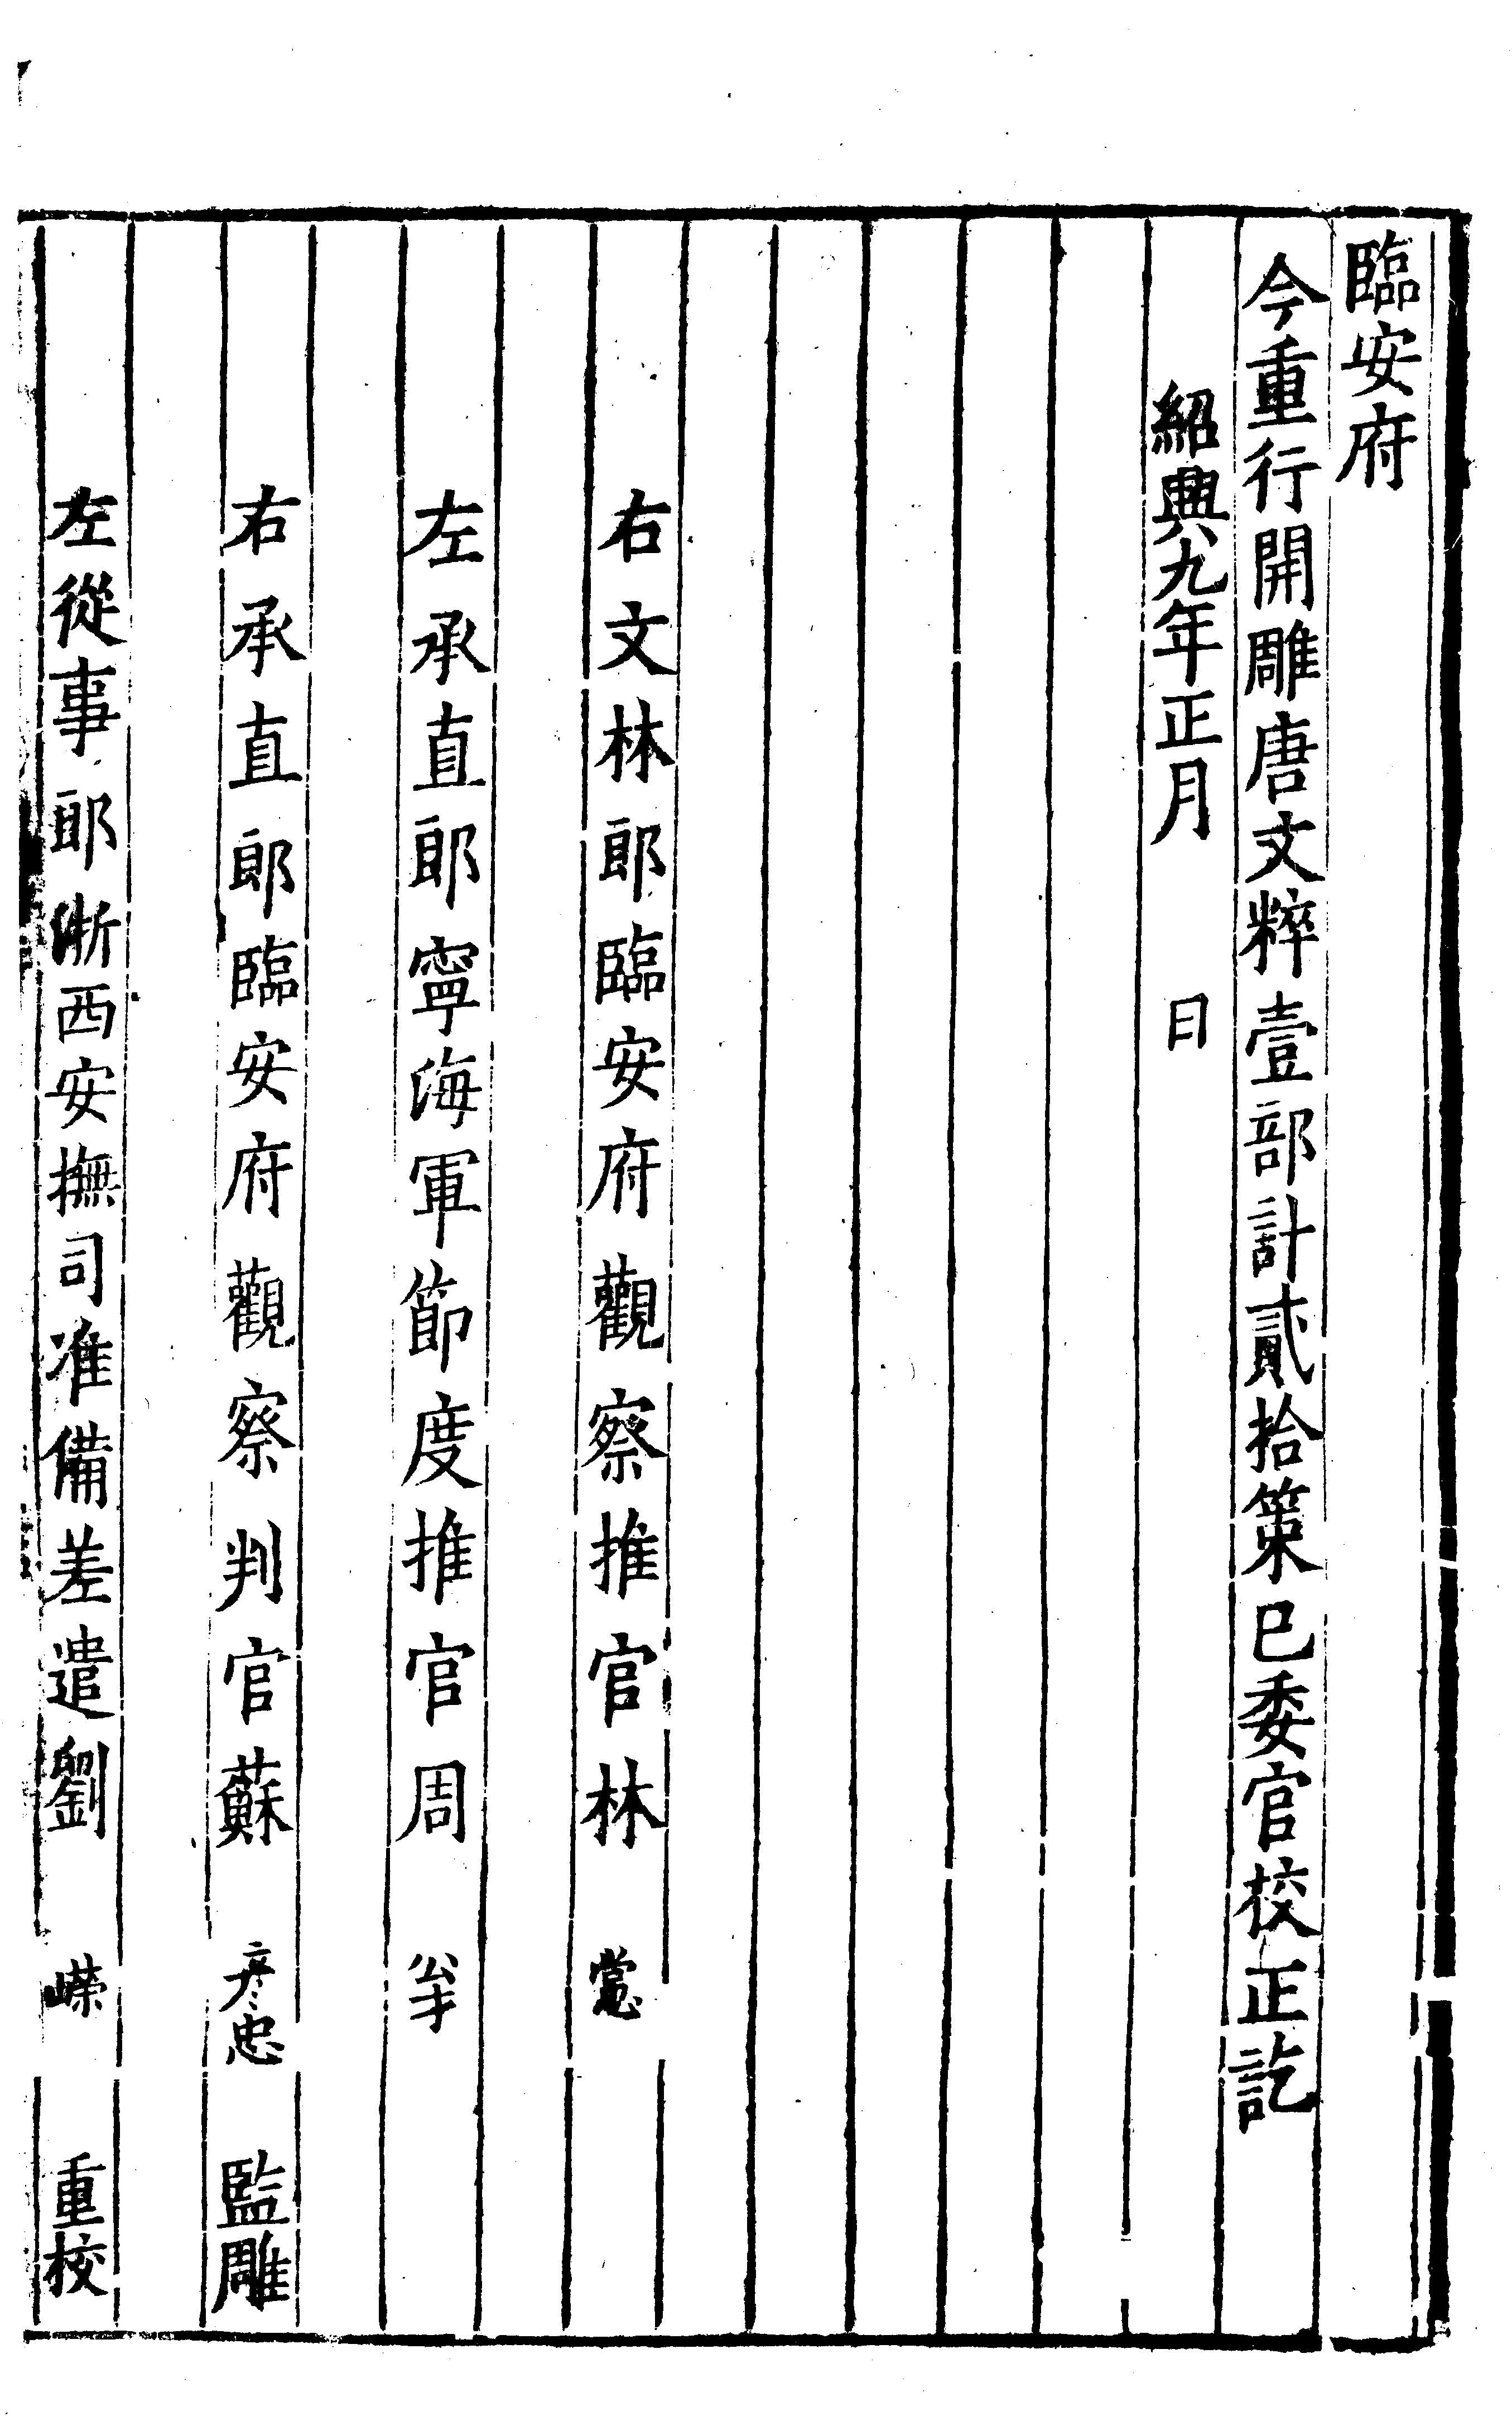 臨安府
今重行開雕唐文粹壹部計貳拾策已委官校正訖
紹興九年正月 日
右文林郎臨安府觀察推官林
左承直郎寧海軍節度推官周
右承直郎臨安府觀察判官蘇 彥忠 監雕
左從事郎浙西安撫司准備差遣劉 嶸 重校